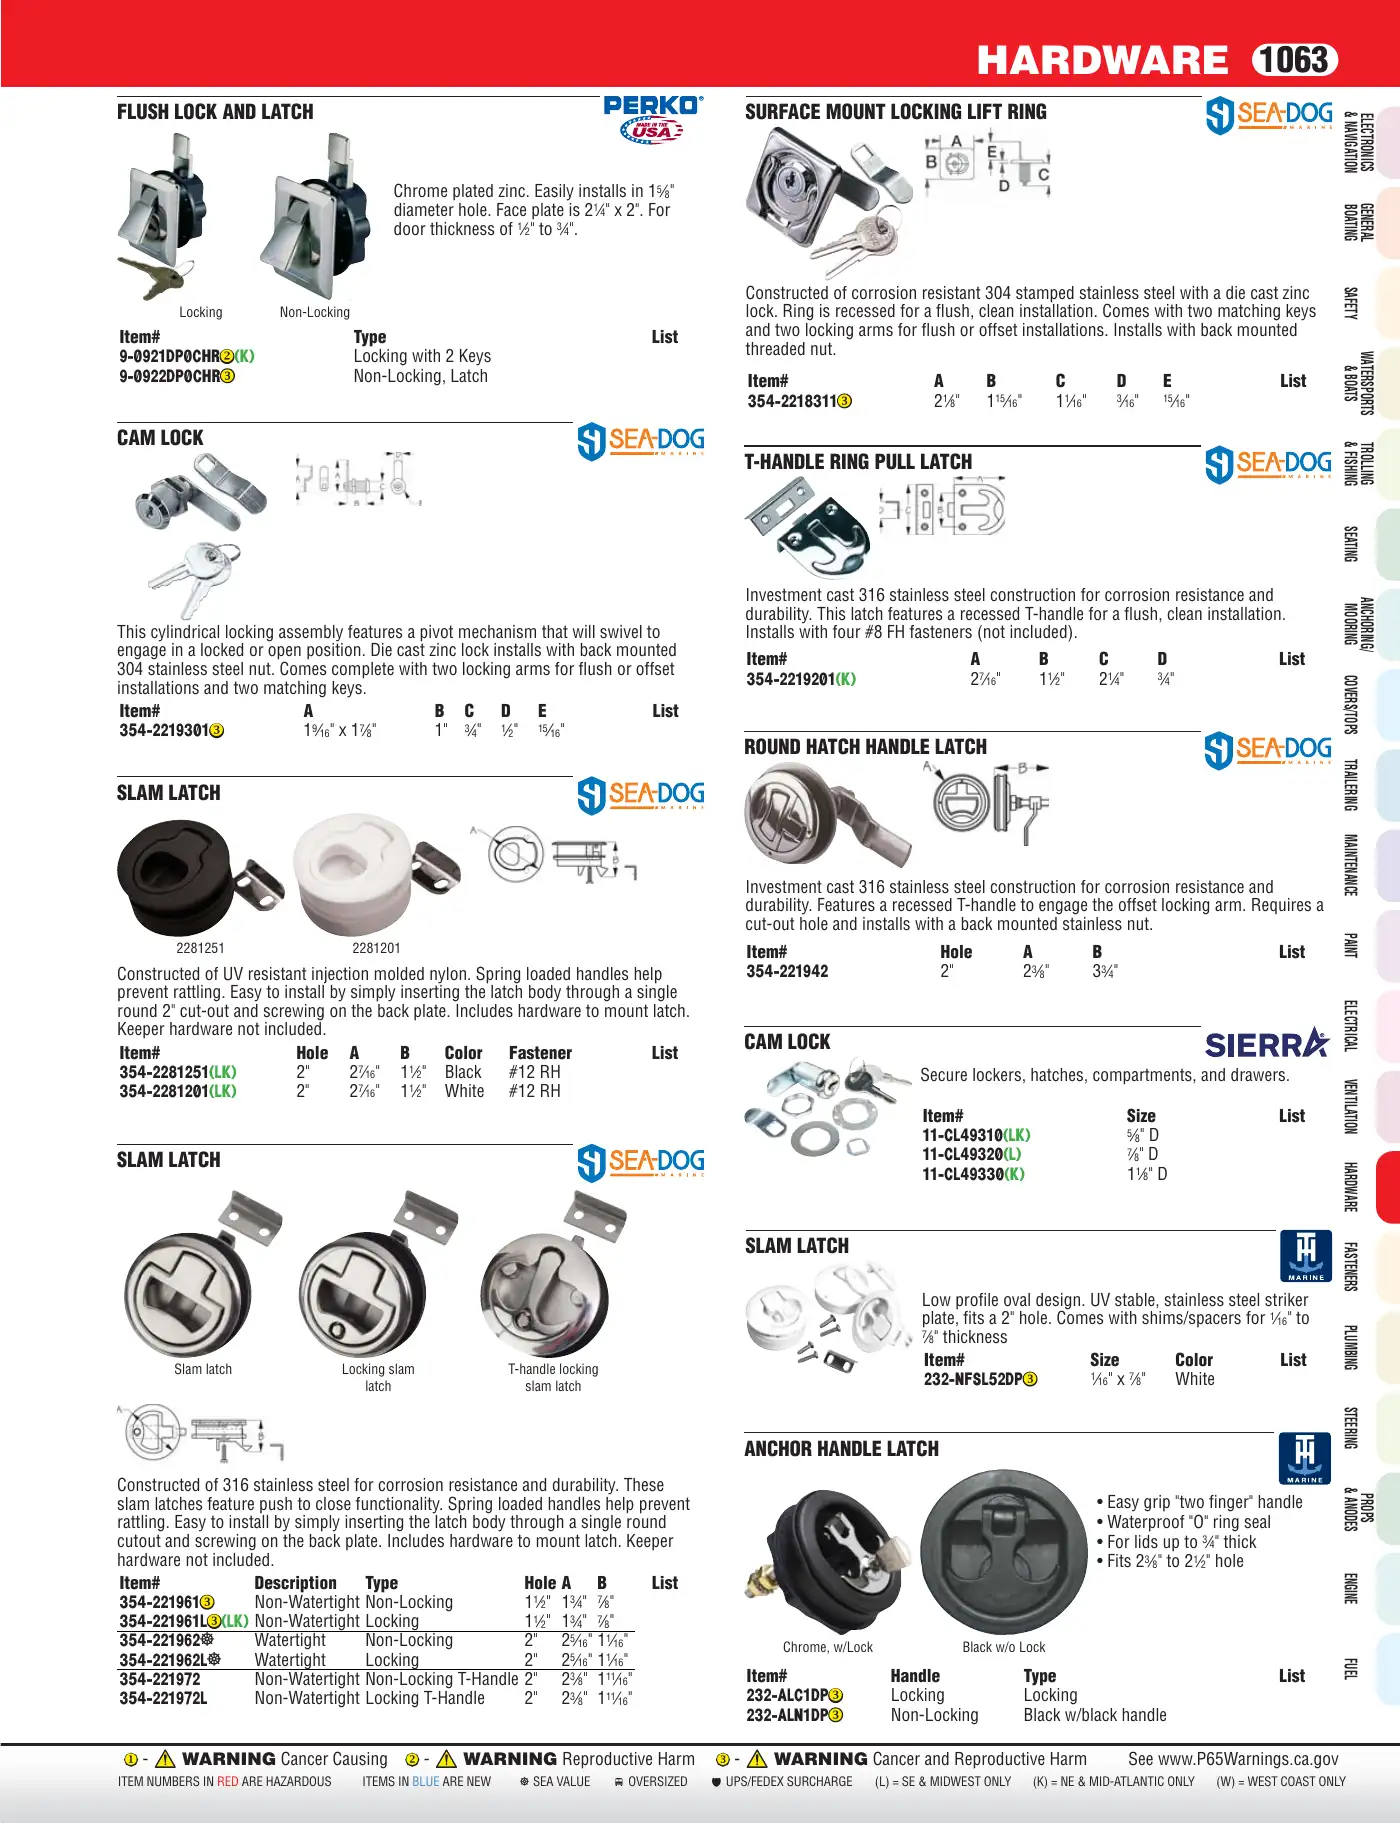 HARDWARE 1063
FLUSH LOCK AND LATCH
PERKO®
MADE IN THE
USA
Chrome plated zinc. Easily installs in 1⅝"
diameter hole. Face plate is 2¼" x 2". For
door thickness of ½" to ¾".
Locking Non-Locking
Item# Type List
9-0921DP0CHR2(K) Locking with 2 Keys
9-0922DP0CHR3 Non-Locking, Latch
CAM LOCK
SEA-DOG
MARINE
This cylindrical locking assembly features a pivot mechanism that will swivel to
engage in a locked or open position. Die cast zinc lock installs with back mounted
304 stainless steel nut. Comes complete with two locking arms for flush or offset
installations and two matching keys.
Item# A B C D E List
354-22193013 1⁹⁄₁₆" x 1⅞" 1" ¾" ½" ¹⁵⁄₁₆"
SLAM LATCH
SEA-DOG
MARINE
A
B
2281251 2281201
Constructed of UV resistant injection molded nylon. Spring loaded handles help
prevent rattling. Easy to install by simply inserting the latch body through a single
round 2" cut-out and screwing on the back plate. Includes hardware to mount latch.
Keeper hardware not included.
Item# Hole A B Color Fastener List
354-2281251(LK) 2" 2⁷⁄₁₆" 1½" Black #12 RH
354-2281201(LK) 2" 2⁷⁄₁₆" 1½" White #12 RH
SLAM LATCH
SEA-DOG
MARINE
Slam latch
Locking slam
latch
T-handle locking
slam latch
A
B
Constructed of 316 stainless steel for corrosion resistance and durability. These
slam latches feature push to close functionality. Spring loaded handles help prevent
rattling. Easy to install by simply inserting the latch body through a single round
cutout and screwing on the back plate. Includes hardware to mount latch. Keeper
hardware not included.
Item# Description Type Hole A B List
354-2219613 Non-Watertight Non-Locking 1½" 1¾" ⅞"
354-221961L3(LK) Non-Watertight Locking 1½" 1¾" ⅞"
354-221962 Watertight Non-Locking 2" 2⁵⁄₁₆" 1¹⁄₁₆"
354-221962L Watertight Locking 2" 2⁵⁄₁₆" 1¹⁄₁₆"
354-221972 Non-Watertight Non-Locking T-Handle 2" 2⅜" 1¹¹⁄₁₆"
354-221972L Non-Watertight Locking T-Handle 2" 2⅜" 1¹¹⁄₁₆"
SURFACE MOUNT LOCKING LIFT RING
SEA-DOG
MARINE
A
B
E
D
C
Constructed of corrosion resistant 304 stamped stainless steel with a die cast zinc
lock. Ring is recessed for a flush, clean installation. Comes with two matching keys
and two locking arms for flush or offset installations. Installs with back mounted
threaded nut.
Item# A B C D E List
354-22183113 2⅛" 1¹⁵⁄₁₆" 1¹⁄₁₆" ³⁄₁₆" ¹⁵⁄₁₆"
T-HANDLE RING PULL LATCH
SEA-DOG
MARINE
Investment cast 316 stainless steel construction for corrosion resistance and
durability. This latch features a recessed T-handle for a flush, clean installation.
Installs with four #8 FH fasteners (not included).
Item# A B C D List
354-2219201(K) 2⁷⁄₁₆" 1½" 2¼" ¾"
ROUND HATCH HANDLE LATCH
SEA-DOG
MARINE
A
B
Investment cast 316 stainless steel construction for corrosion resistance and
durability. Features a recessed T-handle to engage the offset locking arm. Requires a
cut-out hole and installs with a back mounted stainless nut.
Item# Hole A B List
354-221942 2" 2⅜" 3¾"
CAM LOCK
SIERRA
Secure lockers, hatches, compartments, and drawers.
Item# Size List
11-CL49310(LK) ⅝" D
11-CL49320(L) ⅞" D
11-CL49330(K) 1⅛" D
SLAM LATCH
TH
MARINE
Low profile oval design. UV stable, stainless steel striker
plate, fits a 2" hole. Comes with shims/spacers for ¹⁄₁₆" to
⅞" thickness
Item# Size Color List
232-NFSL52DP3 ¹⁄₁₆" x ⅞" White
ANCHOR HANDLE LATCH
TH
MARINE
• Easy grip "two finger" handle
• Waterproof "O" ring seal
• For lids up to ¾" thick
• Fits 2⅜" to 2½" hole
Chrome, w/Lock Black w/o Lock
Item# Handle Type List
232-ALC1DP3 Locking Locking
232-ALN1DP3 Non-Locking Black w/black handle
ELECTRONICS
& NAVIGATION
GENERAL
BOATING
SAFETY
WATERSPORTS
& BOATS
TROLLING
& FISHING
SEATING
ANCHORING/
MOORING
COVERS/TOPS
TRAILERING
MAINTENANCE
PAINT
ELECTRICAL
VENTILATION
HARDWARE
FASTENERS
PLUMBING
STEERING
PROPS
& ANODES
ENGINE
FUEL
1 - WARNING Cancer Causing 2 - WARNING Reproductive Harm 3 - WARNING Cancer and Reproductive Harm See www.P65Warnings.ca.gov
ITEM NUMBERS IN RED ARE HAZARDOUS ITEMS IN BLUE ARE NEW SEA VALUE OVERSIZED UPS/FEDEX SURCHARGE (L) = SE & MIDWEST ONLY (K) = NE & MID-ATLANTIC ONLY (W) = WEST COAST ONLY